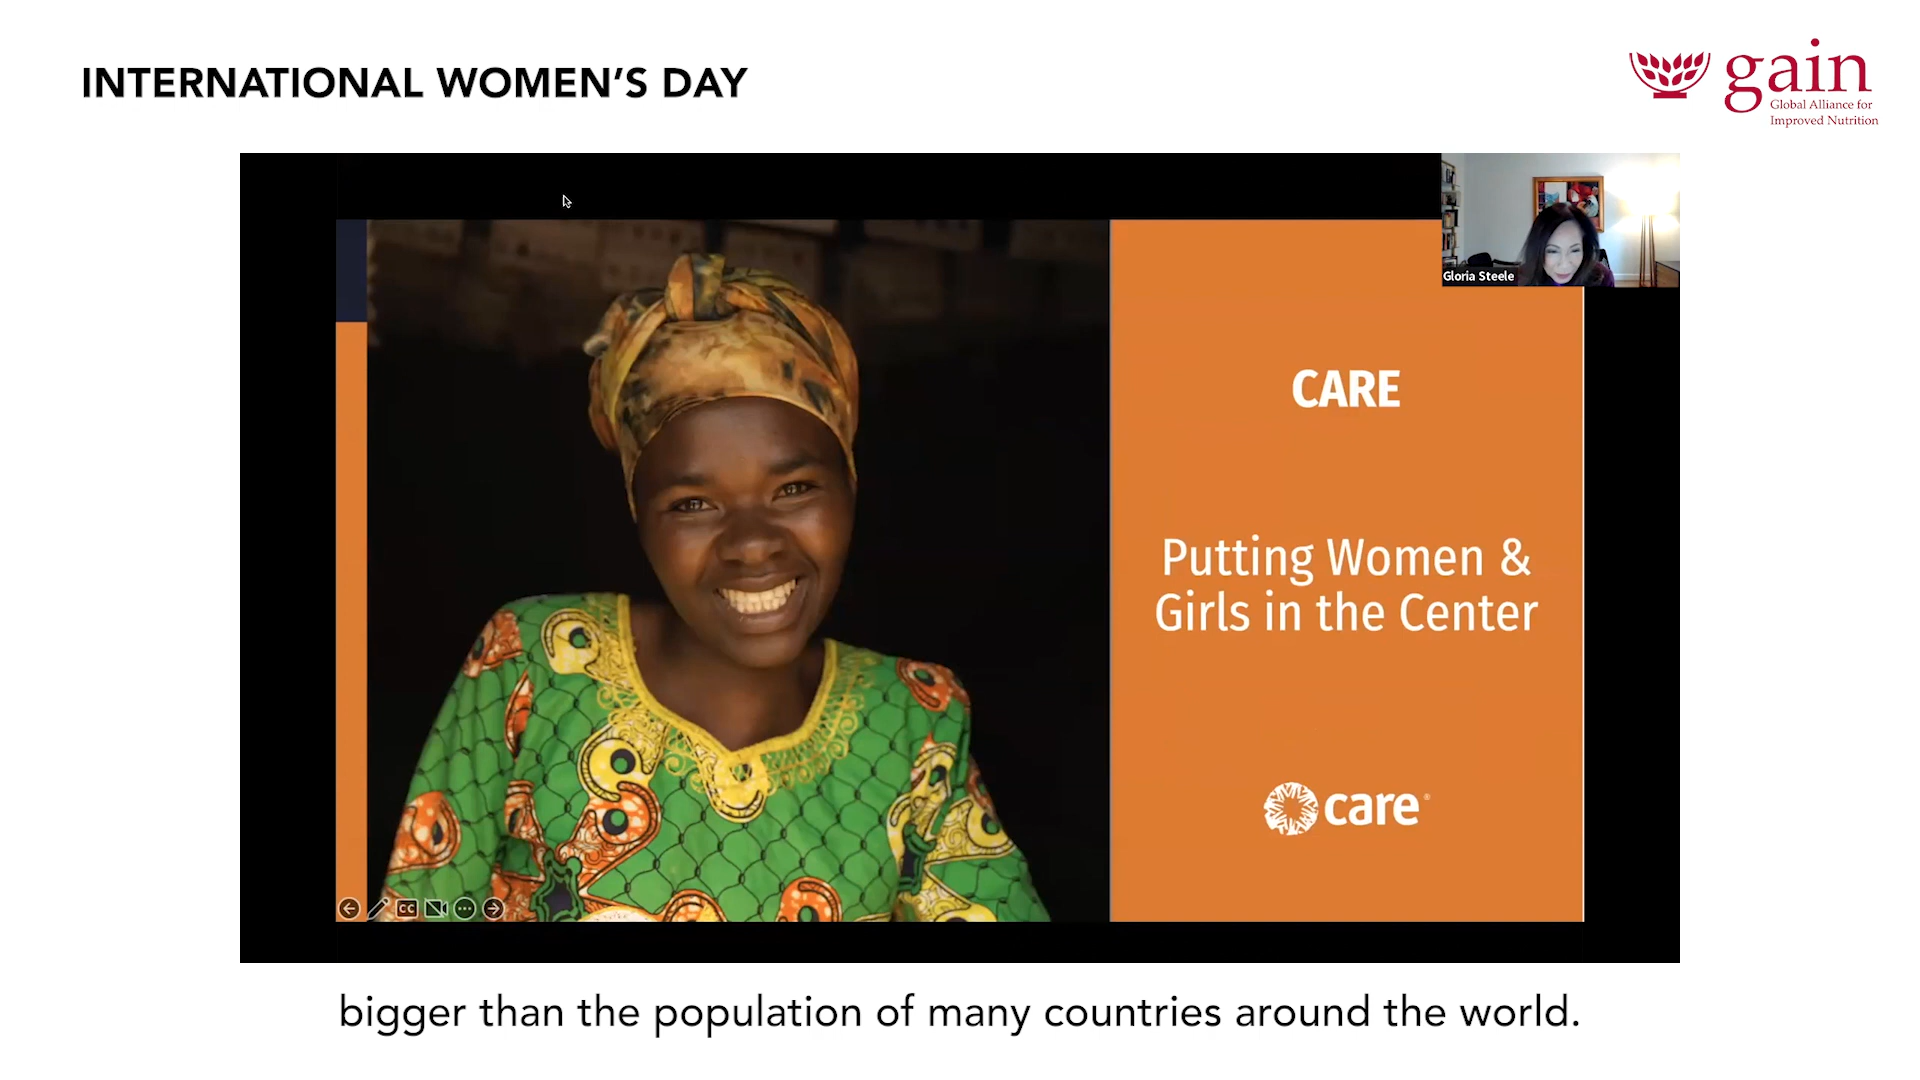 INTERNATIONAL WOMEN'S DAY
gain
Global Alliance for
Improved Nutrition
Gloria Steele
CARE
Putting Women &
Girls in the Center
care®
CC
bigger than the population of many countries around the world.